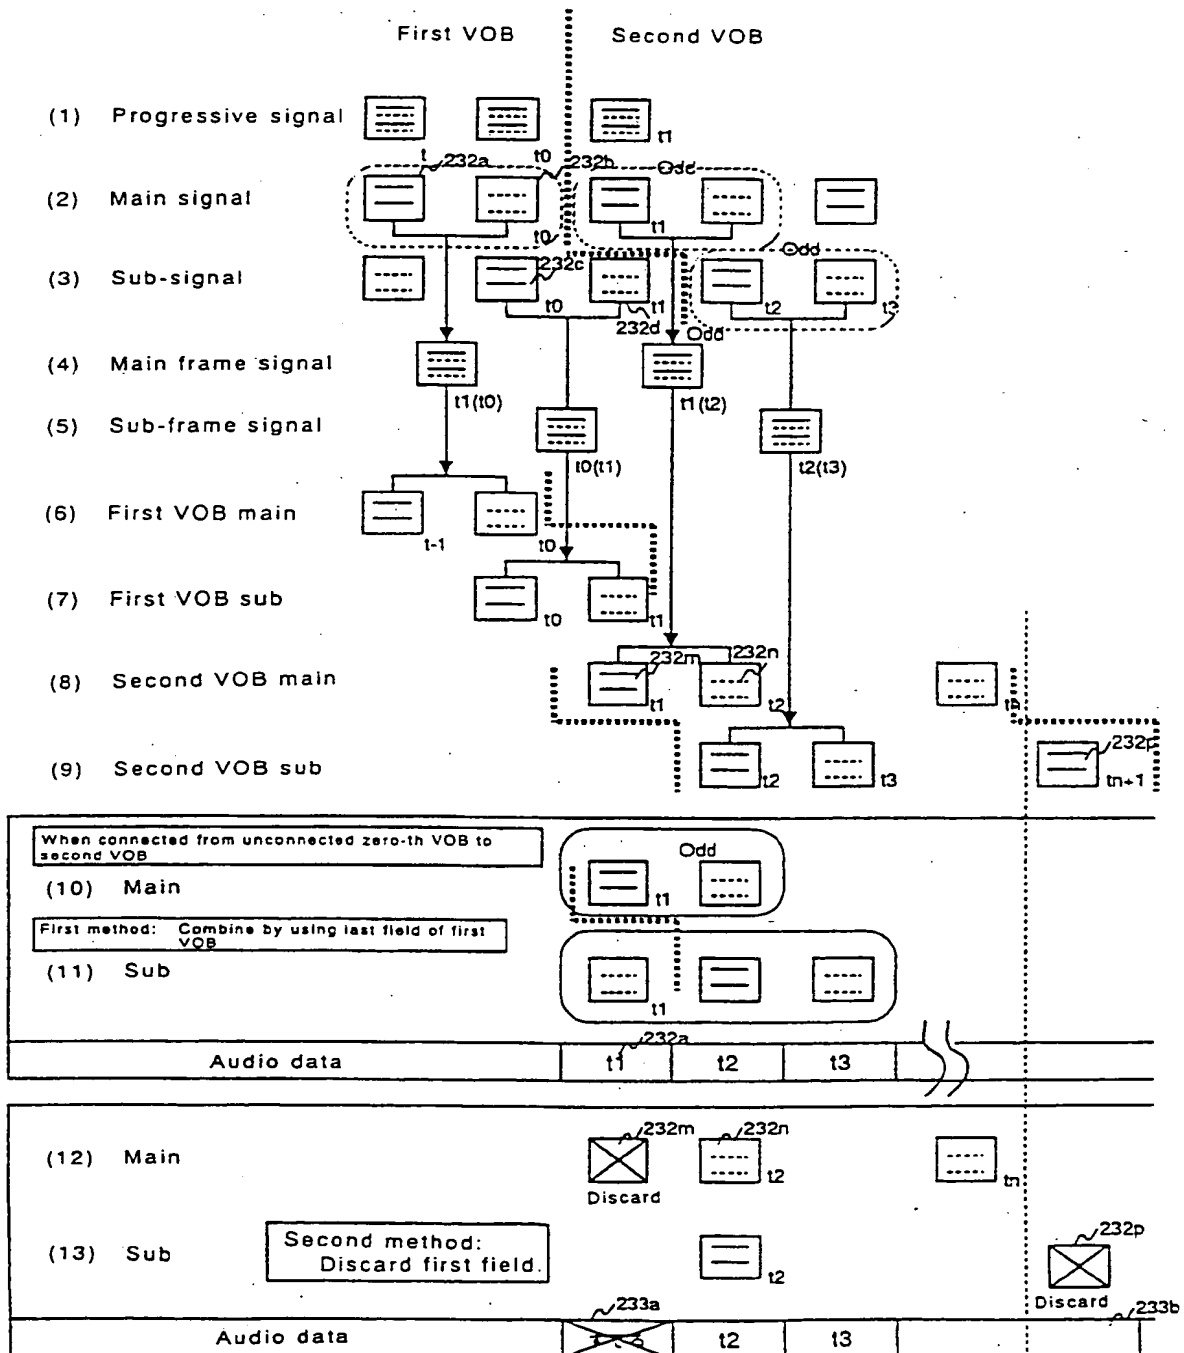 First VOB Second VOB
(1) Progressive signal
t t0 t1
232a 232b Odd
(2) Main signal
t0 t1 Odd
(3) Sub-signal 232c
t0 t1 t2 t3
232d Odd
(4) Main frame signal
t1(t0) t1(t2)
(5) Sub-frame signal
t0(t1) t2(t3)
(6) First VOB main
t-1 t0
(7) First VOB sub
t0 t1
232m 232n
(8) Second VOB main
t1 t2
232p
(9) Second VOB sub
t2 t3 tn+1
When connected from unconnected zero-th VOB to
second VOB
Odd
(10) Main
t1
First method: Combine by using last field of first
VOB
(11) Sub
t1
232a
Audio data t1 t2 t3
232m 232n
(12) Main
t2 tn
Discard
232p
(13) Sub
Second method:
Discard first field.
t2
Discard
233a 233b
Audio data t2 t3